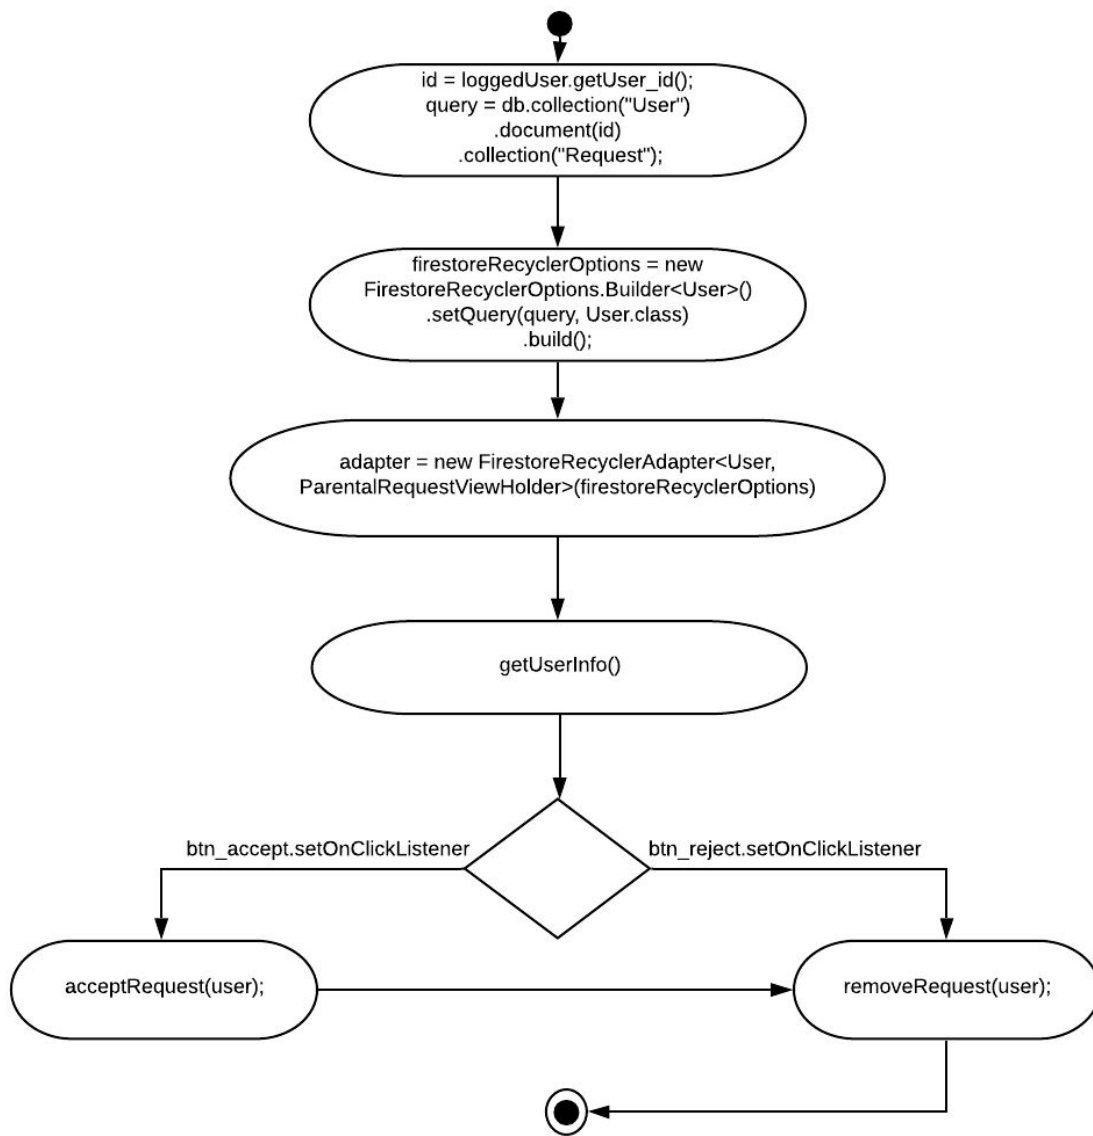 id = loggedUser.getUser_id();
query = db.collection("User")
.document(id)
.collection("Request");
firestoreRecyclerOptions = new
FirestoreRecyclerOptions.Builder<User>()
.setQuery(query, User.class)
.build();
adapter = new FirestoreRecyclerAdapter<User,
ParentalRequestViewHolder>(firestoreRecyclerOptions)
getUserInfo()
btn_accept.setOnClickListener
btn_reject.setOnClickListener
acceptRequest(user);
removeRequest(user);